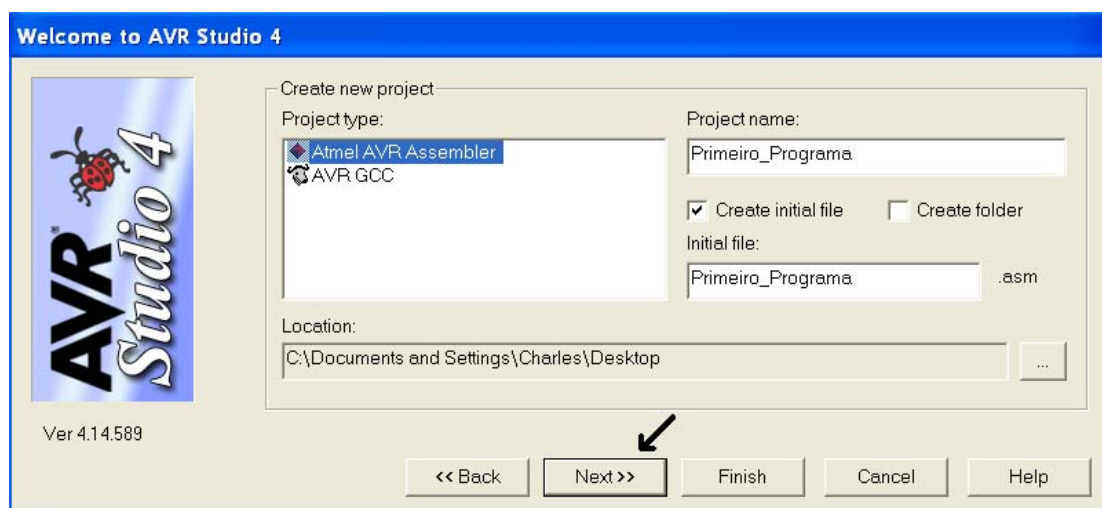 Welcome to AVR Studio 4
AVR Studio 4
Ver 4.14.589
Create new project
Project type:
Atmel AVR Assembler
AVR GCC
Project name:
Primeiro_Programa
Create initial file Create folder
Initial file:
Primeiro_Programa .asm
Location:
C:\Documents and Settings\Charles\Desktop ...
<< Back Next >> Finish Cancel Help